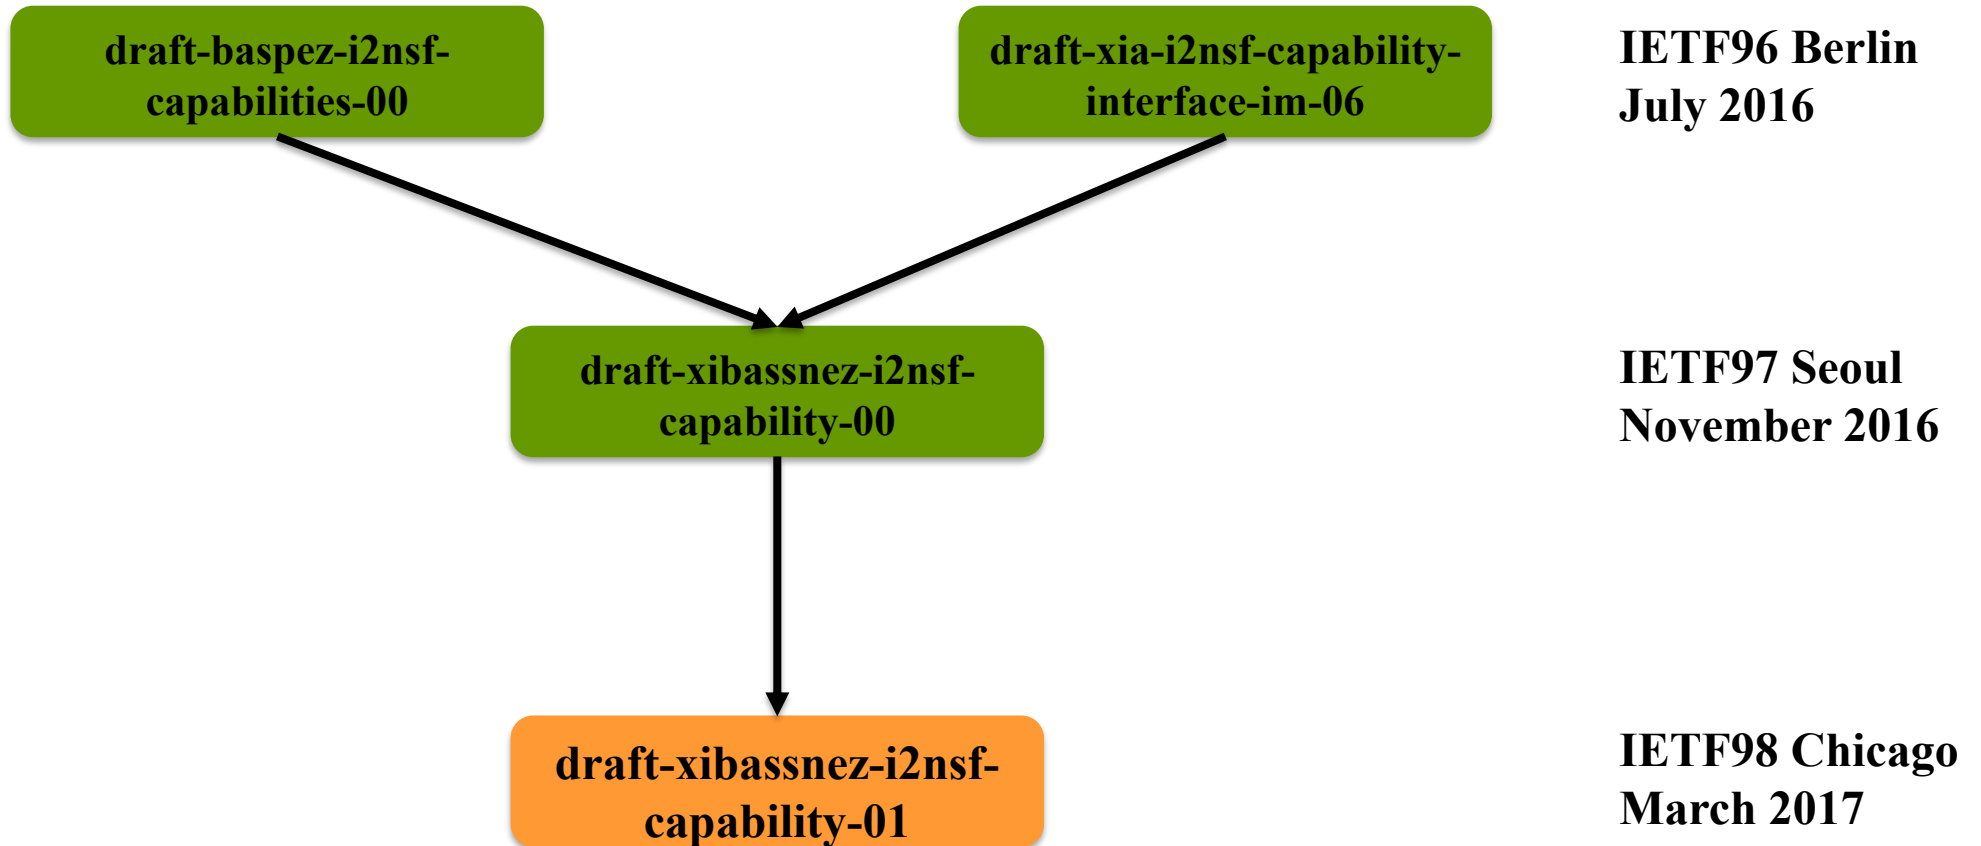 draft-baspez-i2nsf-
capabilities-00
draft-xia-i2nsf-capability-
interface-im-06
IETF96 Berlin
July 2016
draft-xibassnez-i2nsf-
capability-00
IETF97 Seoul
November 2016
draft-xibassnez-i2nsf-
capability-01
IETF98 Chicago
March 2017